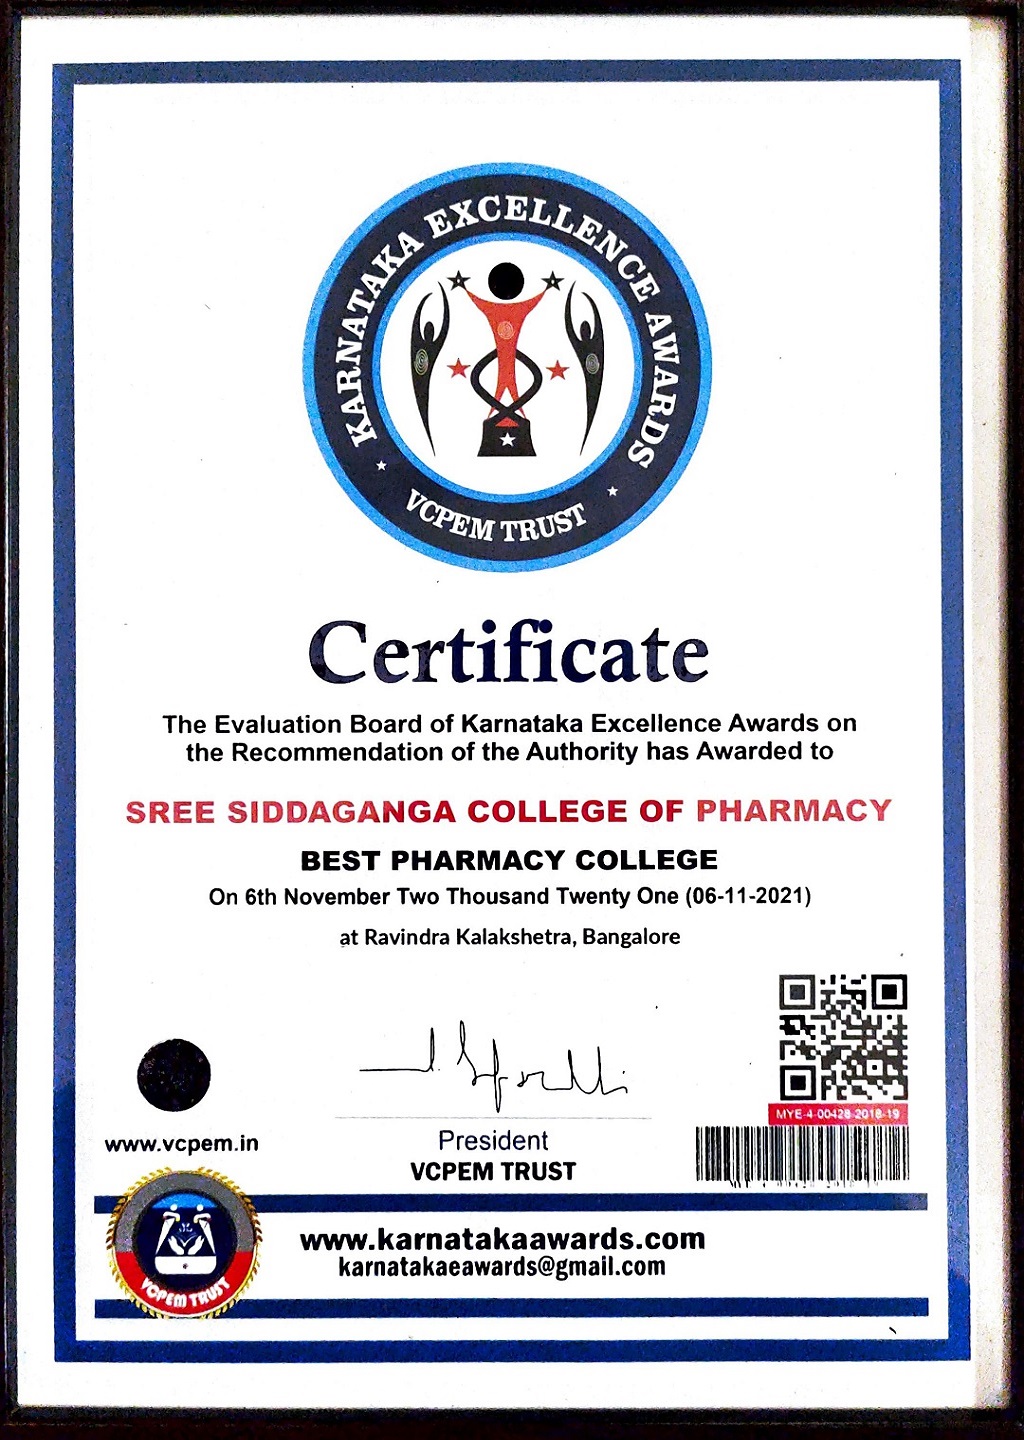 KARNATAKA EXCELLENCE AWARDS
VCPEM TRUST
Certificate
The Evaluation Board of Karnataka Excellence Awards on
the Recommendation of the Authority has Awarded to
SREE SIDDAGANGA COLLEGE OF PHARMACY
BEST PHARMACY COLLEGE
On 6th November Two Thousand Twenty One (06-11-2021)
at Ravindra Kalakshetra, Bangalore
MYE-4-00428-2018-19
www.vcpem.in
President
VCPEM TRUST
VCPEM TRUST
www.karnatakaawards.com
karnatakaeawards@gmail.com